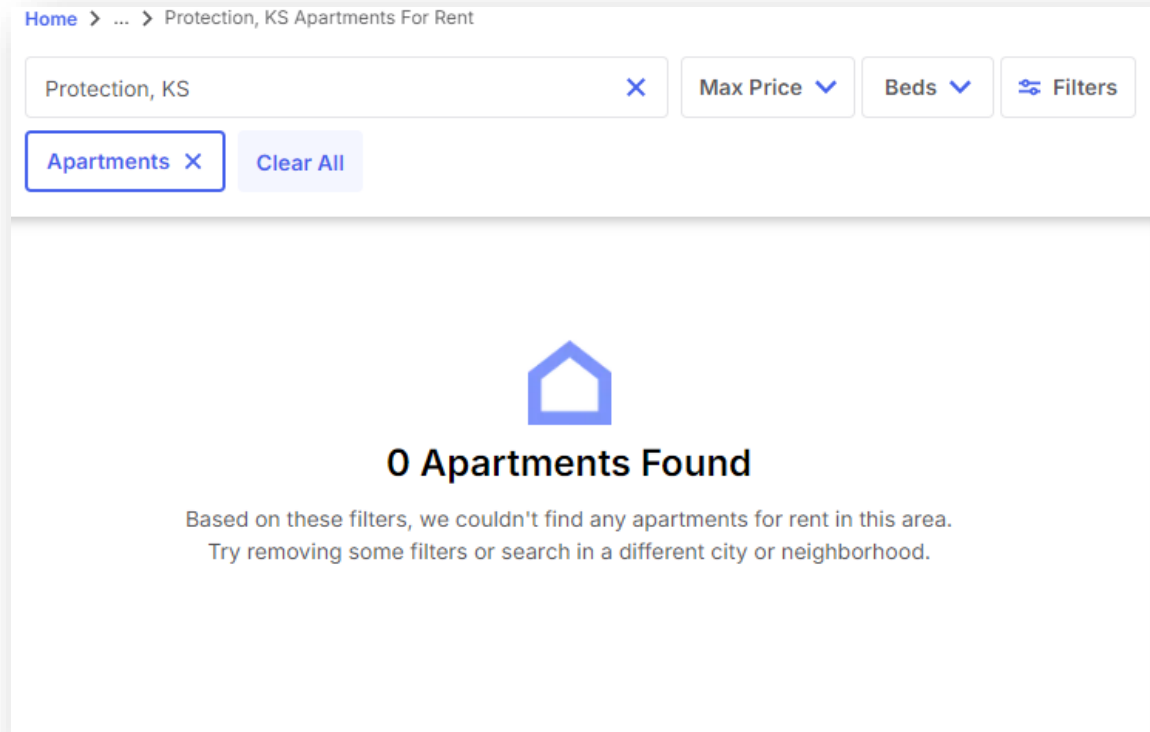 Home > ... > Protection, KS Apartments For Rent
Protection, KS
Max Price
Beds
Filters
Apartments
Clear All
0 Apartments Found
Based on these filters, we couldn't find any apartments for rent in this area.
Try removing some filters or search in a different city or neighborhood.